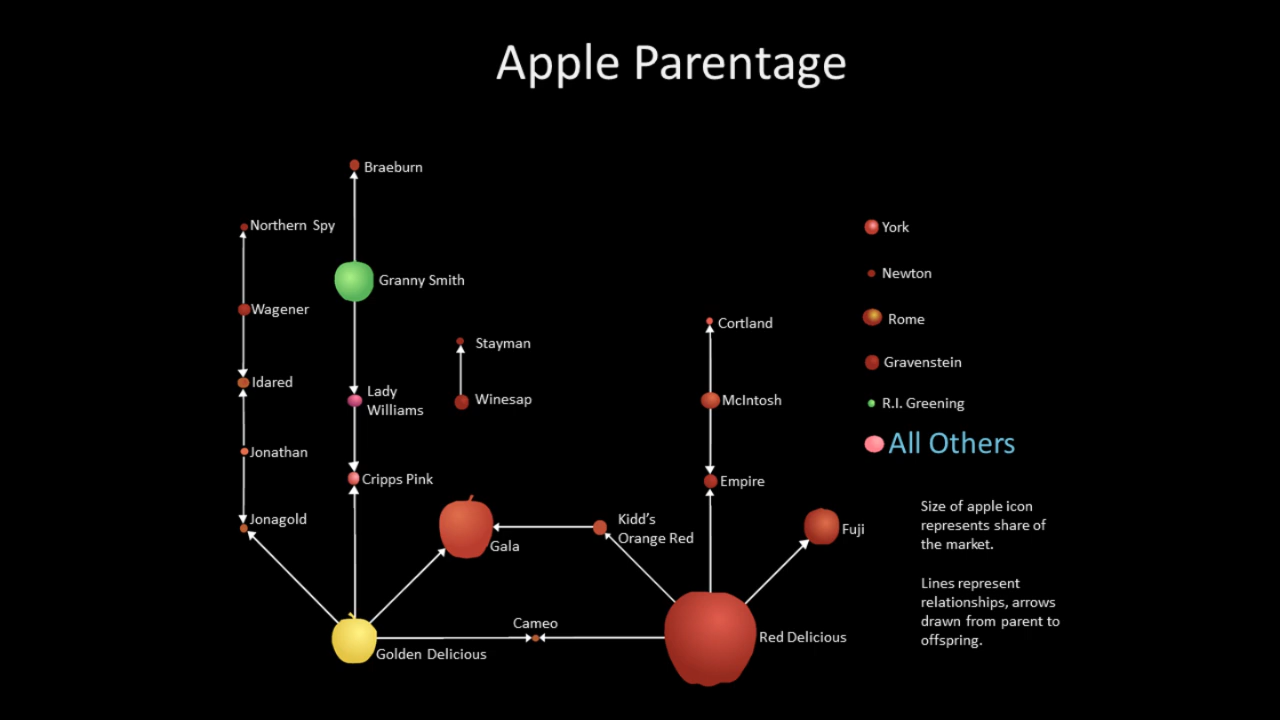 Apple Parentage
Braeburn
Northern Spy
York
Newton
Granny Smith
Wagener
Rome
Cortland
Stayman
Gravenstein
Idared
Lady
Williams
Winesap
McIntosh
R.I. Greening
All Others
Jonathan
Cripps Pink
Empire
Jonagold
Gala
Kidd's
Orange Red
Fuji
Size of apple icon
represents share of
the market.
Lines represent
relationships, arrows
drawn from parent to
offspring.
Cameo
Golden Delicious
Red Delicious